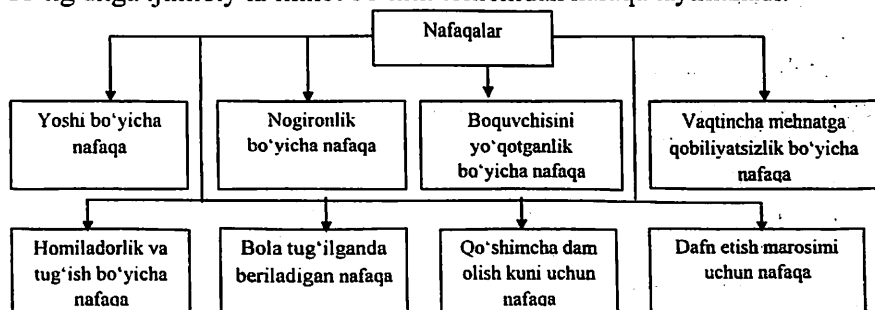 Nafaqalar
Yoshi bo‘yicha
nafaqa
Nogironlik
bo‘yicha nafaqa
Boquvchisini
yo‘qotganlik
bo‘yicha nafaqa
Vaqtincha mehnatga
qobiliyatsizlik bo‘yicha
nafaqa
Homiladorlik va
tug‘ish bo‘yicha
nafaqa
Bola tug‘ilganda
beriladigan nafaqa
Qo‘shimcha dam
olish kuni uchun
nafaqa
Dafn etish marosimi
uchun nafaqa